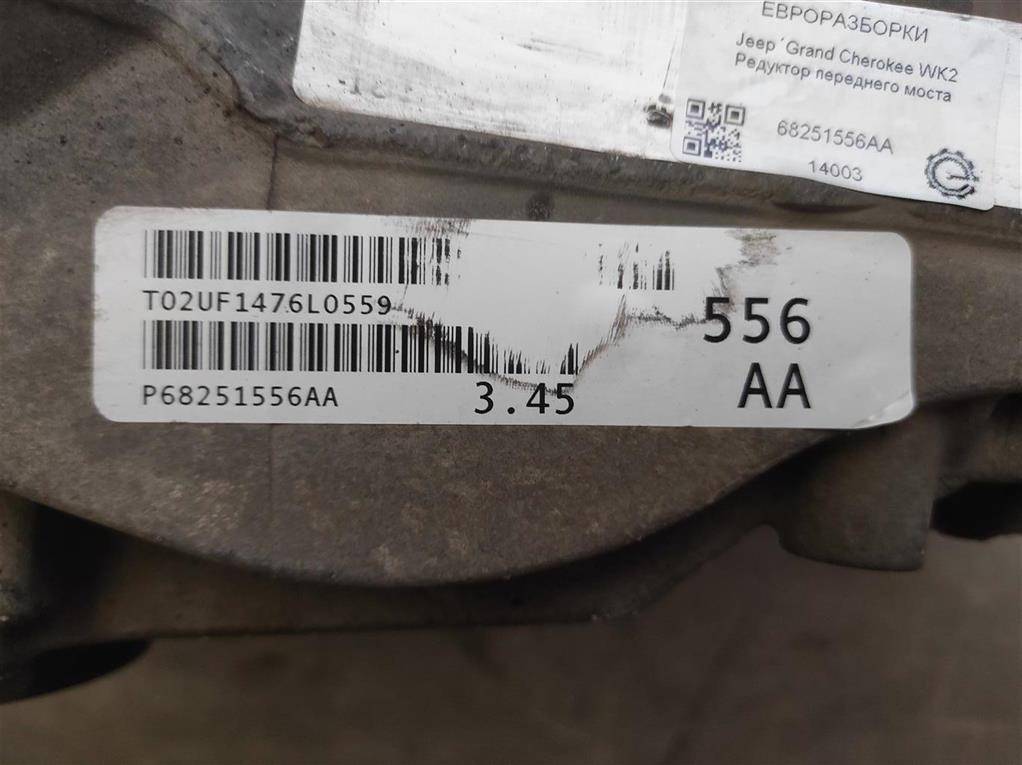 ЕВРОРАЗБОРКИ
Jeep´Grand Cherokee WK2
Редуктор переднего моста
68251556AA
14003
T02UF1476L0559
556
P68251556AA
3.45
AA